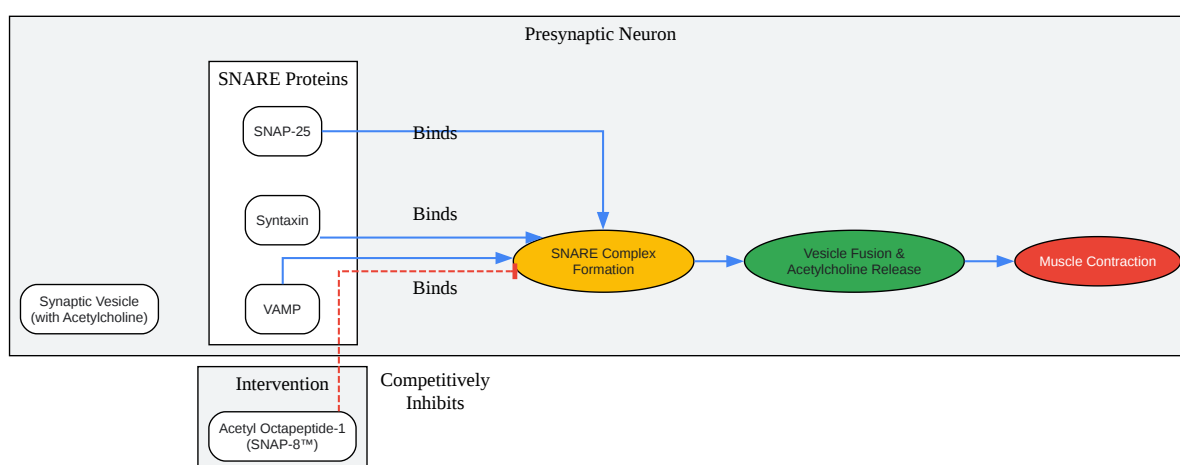 Presynaptic Neuron
SNARE Proteins
SNAP-25
Binds
Syntaxin
Binds
SNARE Complex
Formation
Vesicle Fusion &
Acetylcholine Release
Muscle Contraction
Binds
VAMP
Synaptic Vesicle
(with Acetylcholine)
Intervention
Competitively
Inhibits
Acetyl Octapeptide-1
(SNAP-8™)